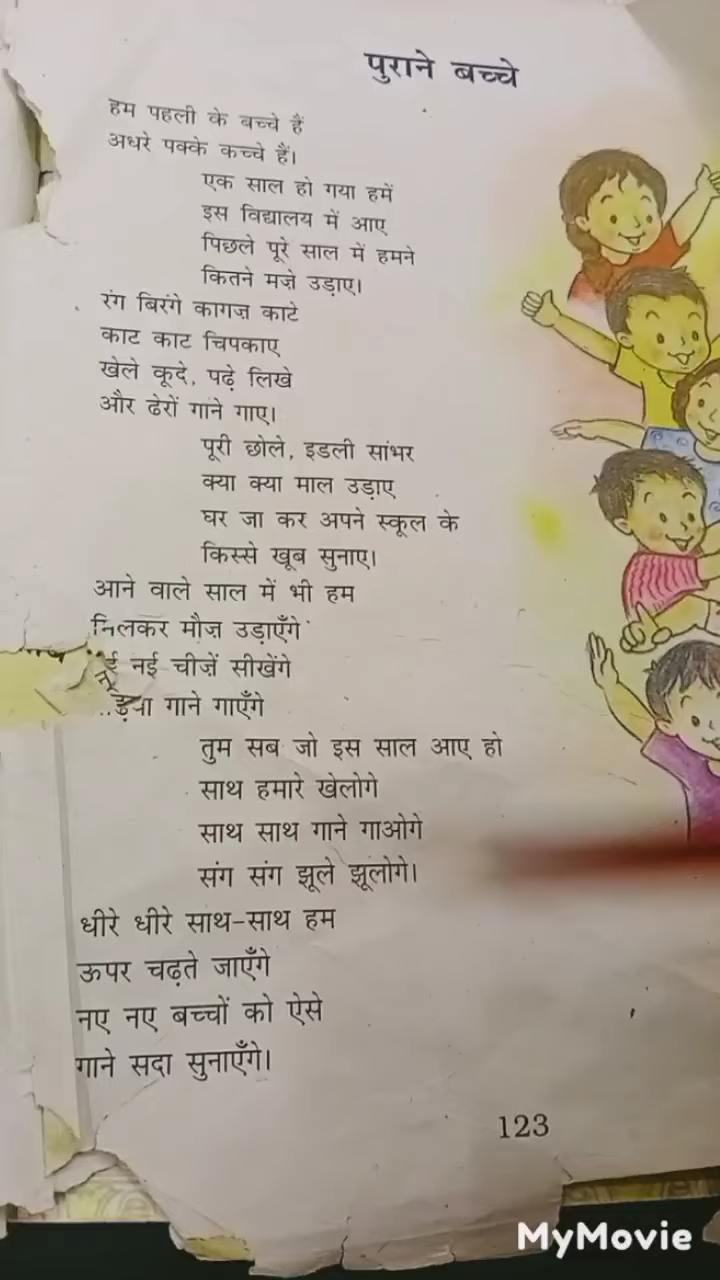 पुराने बच्चे
हम पहली के बच्चे हैं
अधरे पक्के कच्चे हैं।
एक साल हो गया हमें
इस विद्यालय में आए
पिछले पूरे साल में हमने
कितने मज़े उड़ाए।
रंग बिरंगे कागज़ काटे
काट काट चिपकाए
खेले कूदे, पढ़े लिखे
और ढेरों गाने गाए।
पूरी छोले, इडली सांभर
क्या क्या माल उड़ाए
घर जा कर अपने स्कूल के
किस्से खूब सुनाए।
आने वाले साल में भी हम
मिलकर मौज़ उड़ाएँगे
नई चीज़ें सीखेंगे
गाने गाएँगे
तुम सब जो इस साल आए हो
साथ हमारे खेलोगे
साथ साथ गाने गाओगे
संग संग झूले झूलोगे।
धीरे धीरे साथ-साथ हम
ऊपर चढ़ते जाएँगे
नए नए बच्चों को ऐसे
गाने सदा सुनाएँगे।
123
MyMovie